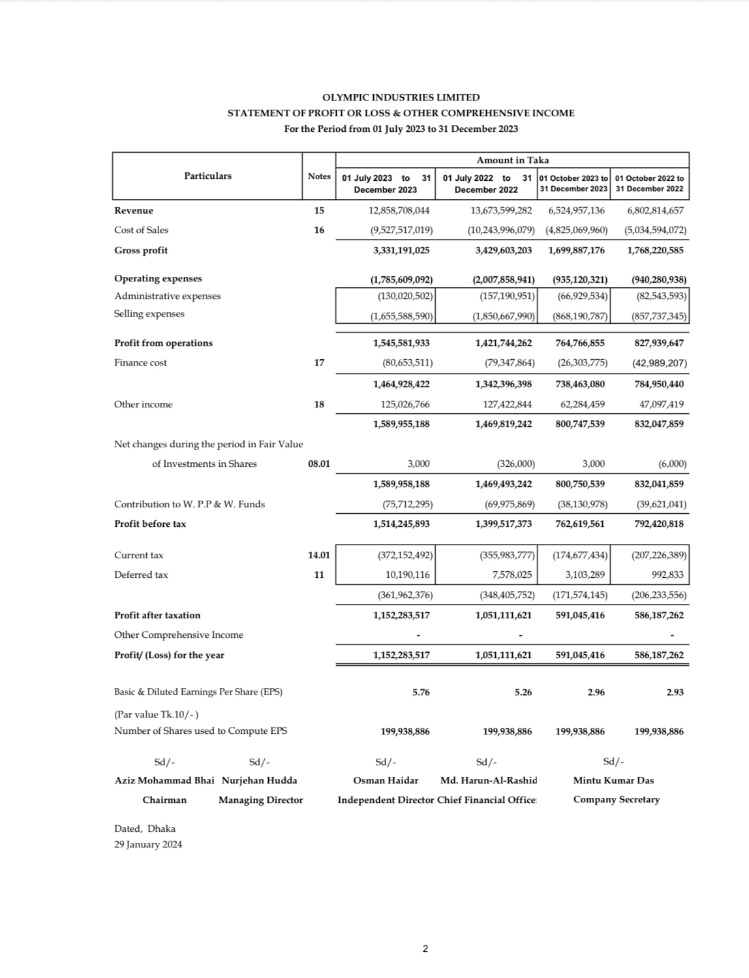 OLYMPIC INDUSTRIES LIMITED
STATEMENT OF PROFIT OR LOSS & OTHER COMPREHENSIVE INCOME
For the Period from 01 July 2023 to 31 December 2023
Amount in Taka
Particulars Notes 01 July 2023 to 31 December 2023 01 July 2022 to 31 December 2022 01 October 2023 to 31 December 2023 01 October 2022 to 31 December 2022
Revenue 15 12,858,708,044 13,673,599,282 6,524,957,136 6,802,814,657
Cost of Sales 16 (9,527,517,019) (10,243,996,079) (4,825,069,960) (5,034,594,072)
Gross profit 3,331,191,025 3,429,603,203 1,699,887,176 1,768,220,585
Operating expenses (1,785,609,092) (2,007,858,941) (935,120,321) (940,280,938)
Administrative expenses (130,020,502) (157,190,951) (66,929,534) (82,543,593)
Selling expenses (1,655,588,590) (1,850,667,990) (868,190,787) (857,737,345)
Profit from operations 1,545,581,933 1,421,744,262 764,766,855 827,939,647
Finance cost 17 (80,653,511) (79,347,864) (26,303,775) (42,989,207)
1,464,928,422 1,342,396,398 738,463,080 784,950,440
Other income 18 125,026,766 127,422,844 62,284,459 47,097,419
1,589,955,188 1,469,819,242 800,747,539 832,047,859
Net changes during the period in Fair Value
of Investments in Shares 08.01 3,000 (326,000) 3,000 (6,000)
1,589,958,188 1,469,493,242 800,750,539 832,041,859
Contribution to W. P.P & W. Funds (75,712,295) (69,975,869) (38,130,978) (39,621,041)
Profit before tax 1,514,245,893 1,399,517,373 762,619,561 792,420,818
Current tax 14.01 (372,152,492) (355,983,777) (174,677,434) (207,226,389)
Deferred tax 11 10,190,116 7,578,025 3,103,289 992,833
(361,962,376) (348,405,752) (171,574,145) (206,233,556)
Profit after taxation 1,152,283,517 1,051,111,621 591,045,416 586,187,262
Other Comprehensive Income - - -
Profit/ (Loss) for the year 1,152,283,517 1,051,111,621 591,045,416 586,187,262
Basic & Diluted Earnings Per Share (EPS) 5.76 5.26 2.96 2.93
(Par value Tk.10/-)
Number of Shares used to Compute EPS 199,938,886 199,938,886 199,938,886 199,938,886
Sd/- Sd/- Sd/- Sd/- Sd/-
Aziz Mohammad Bhai Nurjehan Hudda Osman Haidar Md. Harun-Al-Rashid Mintu Kumar Das
Chairman Managing Director Independent Director Chief Financial Office Company Secretary
Dated, Dhaka
29 January 2024
2